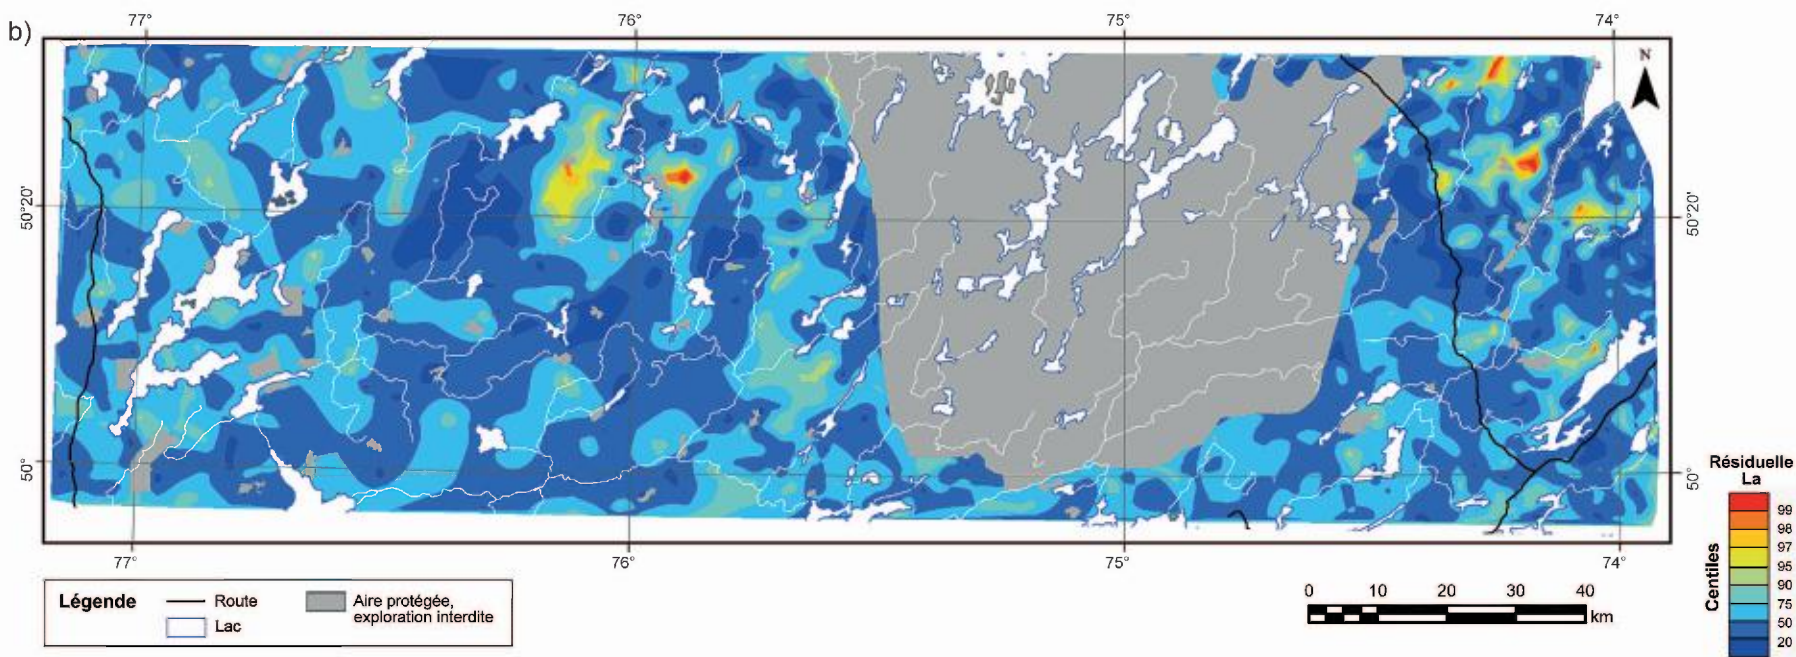 b)
77° 76° 75° 74°
N
50°20' 50°20'
50° 50°
77° 76° 75° 74°
Légende
Route
Lac
Aire protégée,
exploration interdite
0 10 20 30 40
km
Résiduelle
La
Centiles
99
98
97
95
90
75
50
20